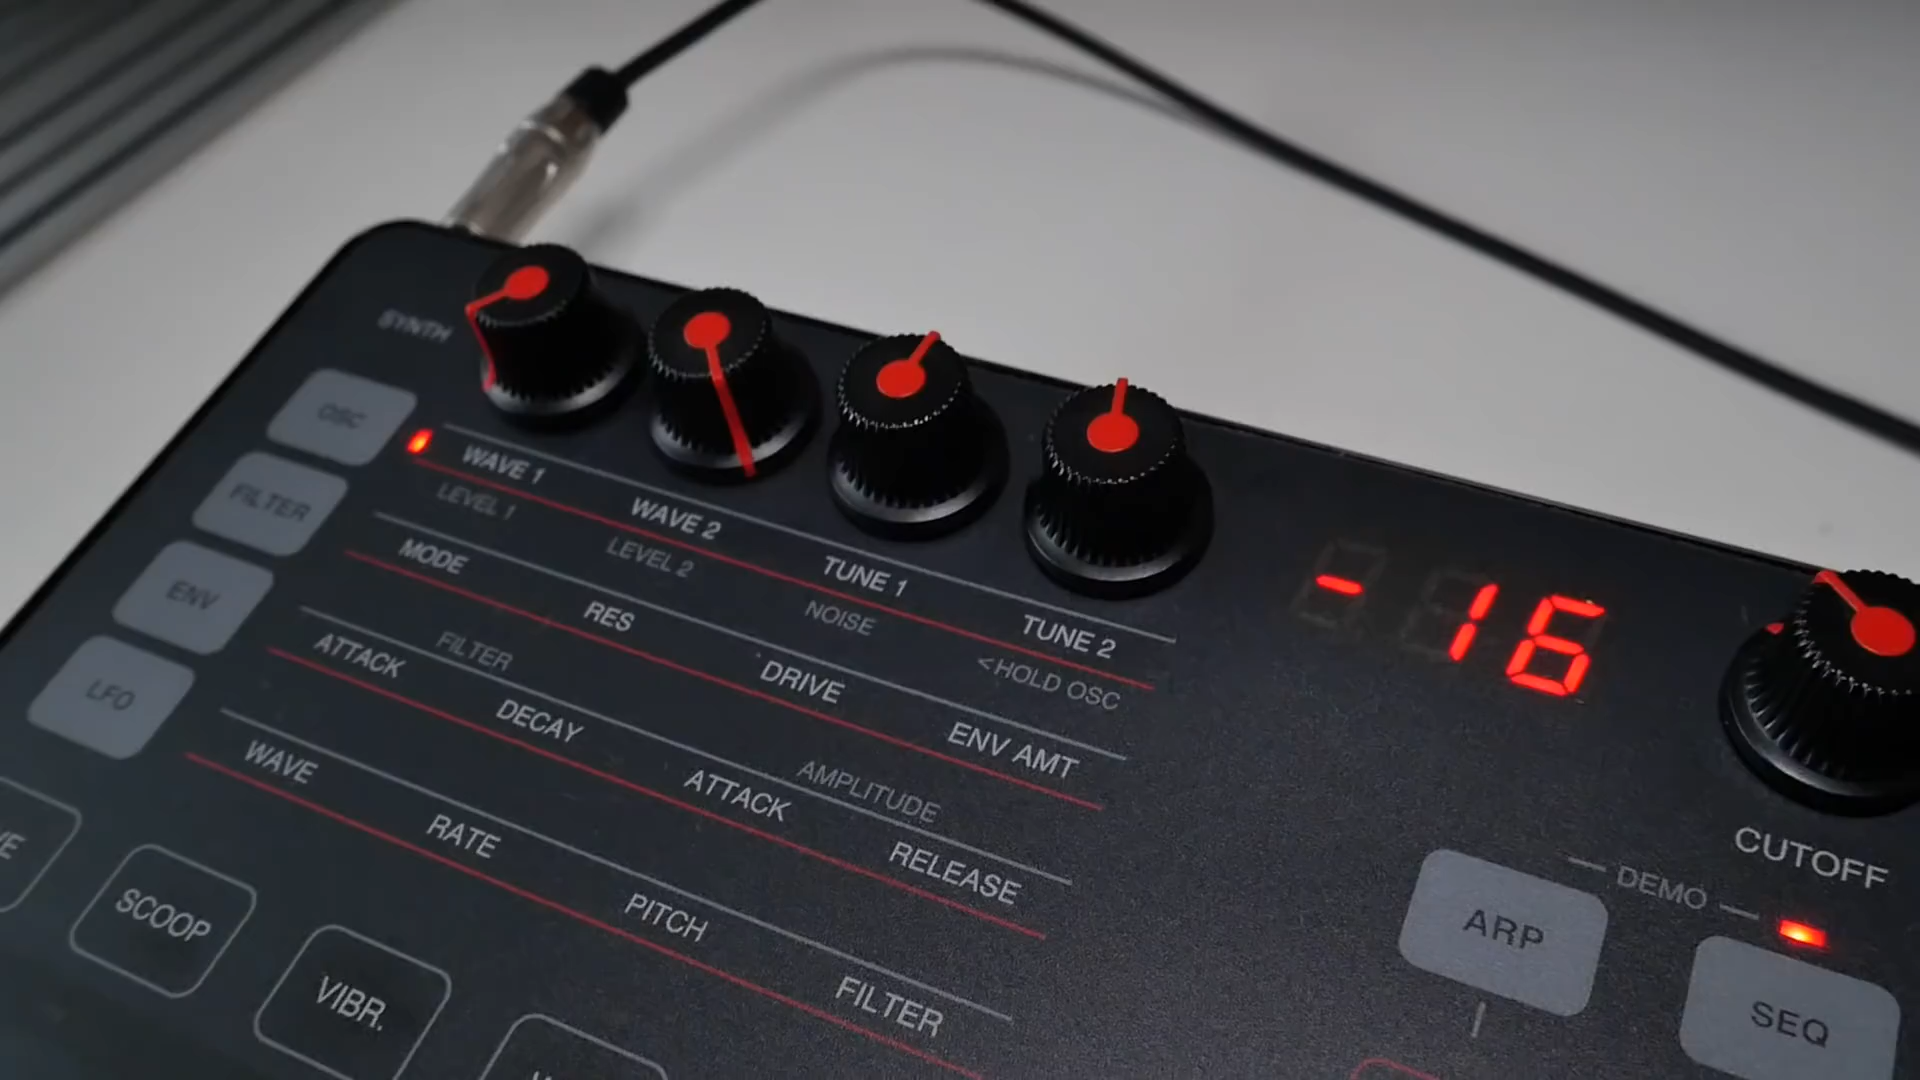 SYNTH
OSC
WAVE 1 WAVE 2 TUNE 1 TUNE 2
LEVEL 1 LEVEL 2 NOISE <HOLD OSC
FILTER
MODE RES DRIVE ENV AMT
ENV
FILTER AMPLITUDE
ATTACK DECAY ATTACK RELEASE
LFO
WAVE RATE PITCH FILTER
-16
CUTOFF
DEMO
ARP
SEQ
SCOOP
VIBR.